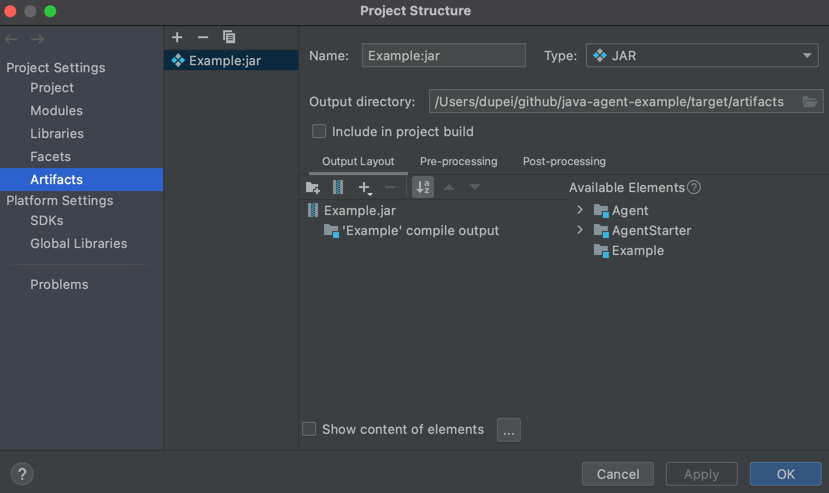 Project Structure
Project Settings
Project
Modules
Libraries
Facets
Artifacts
Platform Settings
SDKs
Global Libraries
Problems
Example:jar
Name: Example:jar Type: JAR
Output directory: /Users/dupei/github/java-agent-example/target/artifacts
Include in project build
Output Layout Pre-processing Post-processing
Available Elements ?
Example.jar
'Example' compile output
Agent
AgentStarter
Example
Show content of elements ...
? Cancel Apply OK